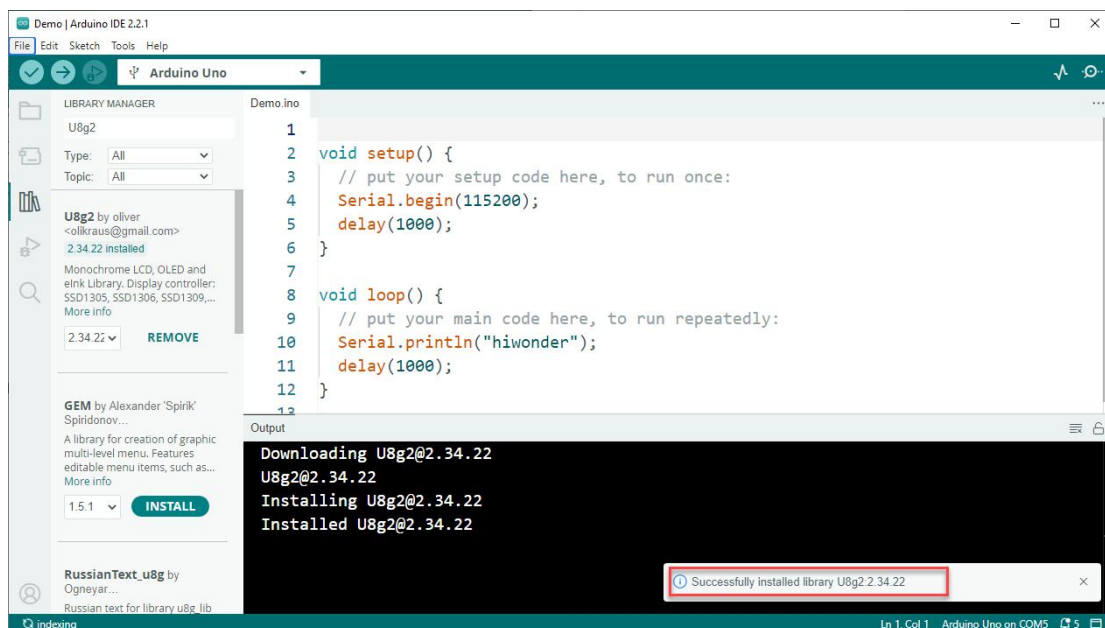 Demo | Arduino IDE 2.2.1
File Edit Sketch Tools Help
Arduino Uno
LIBRARY MANAGER
U8g2
Type: All
Topic: All
U8g2 by oliver
<olikraus@gmail.com>
2.34.22 installed
Monochrome LCD, OLED and
eInk Library. Display controller:
SSD1305, SSD1306, SSD1309,...
More info
2.34.22
REMOVE
GEM by Alexander 'Spirik'
Spiridonov...
A library for creation of graphic
multi-level menu. Features
editable menu items, such as...
More info
1.5.1
INSTALL
RussianText_u8g by
Ogneyar...
Russian text for library u8g_lib
Demo.ino
1
2 void setup() {
3 // put your setup code here, to run once:
4 Serial.begin(115200);
5 delay(1000);
6 }
7
8 void loop() {
9 // put your main code here, to run repeatedly:
10 Serial.println("hiwonder");
11 delay(1000);
12 }
13
Output
Downloading U8g2@2.34.22
U8g2@2.34.22
Installing U8g2@2.34.22
Installed U8g2@2.34.22
Successfully installed library U8g2:2.34.22
indexing
Ln 1, Col 1 Arduino Uno on COM5 5